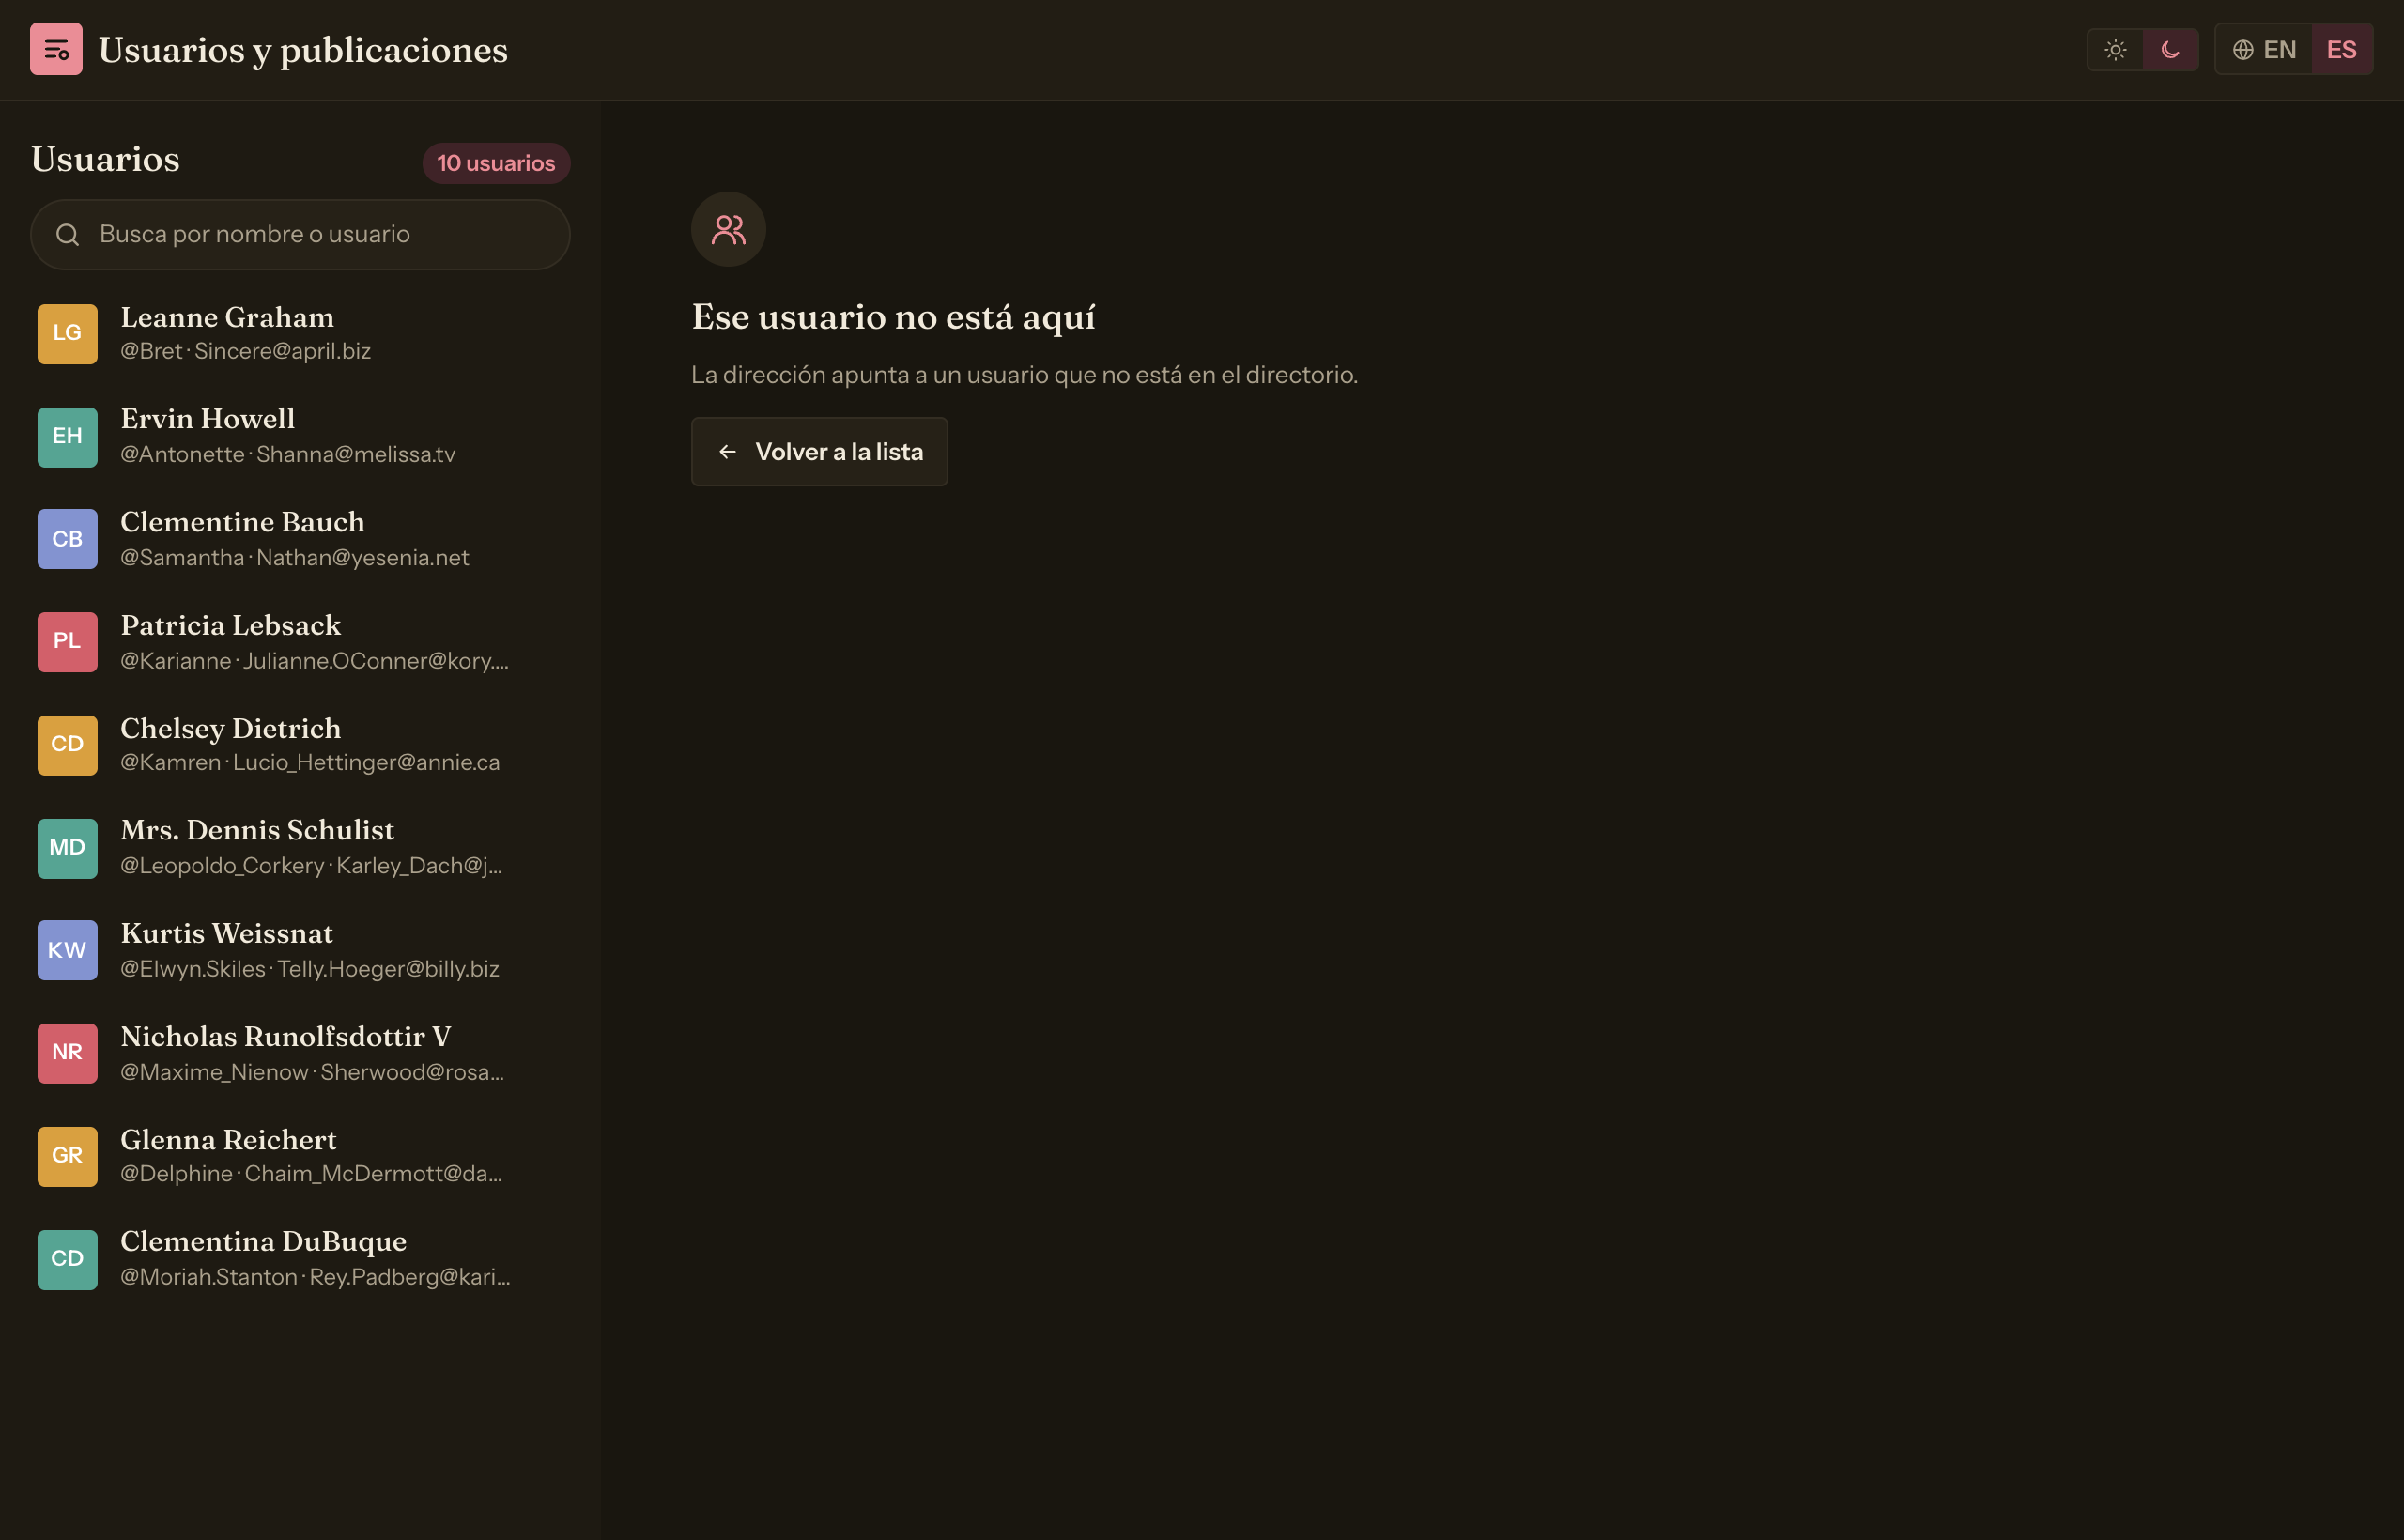 Usuarios y publicaciones
EN
ES
Usuarios
10 usuarios
Busca por nombre o usuario
LG
Leanne Graham
@Bret · Sincere@april.biz
EH
Ervin Howell
@Antonette · Shanna@melissa.tv
CB
Clementine Bauch
@Samantha · Nathan@yesenia.net
PL
Patricia Lebsack
@Karianne · Julianne.OConner@kory....
CD
Chelsey Dietrich
@Kamren · Lucio_Hettinger@annie.ca
MD
Mrs. Dennis Schulist
@Leopoldo_Corkery · Karley_Dach@j...
KW
Kurtis Weissnat
@Elwyn.Skiles · Telly.Hoeger@billy.biz
NR
Nicholas Runolfsdottir V
@Maxime_Nienow · Sherwood@rosa...
GR
Glenna Reichert
@Delphine · Chaim_McDermott@da...
CD
Clementina DuBuque
@Moriah.Stanton · Rey.Padberg@kari...
Ese usuario no está aquí
La dirección apunta a un usuario que no está en el directorio.
Volver a la lista